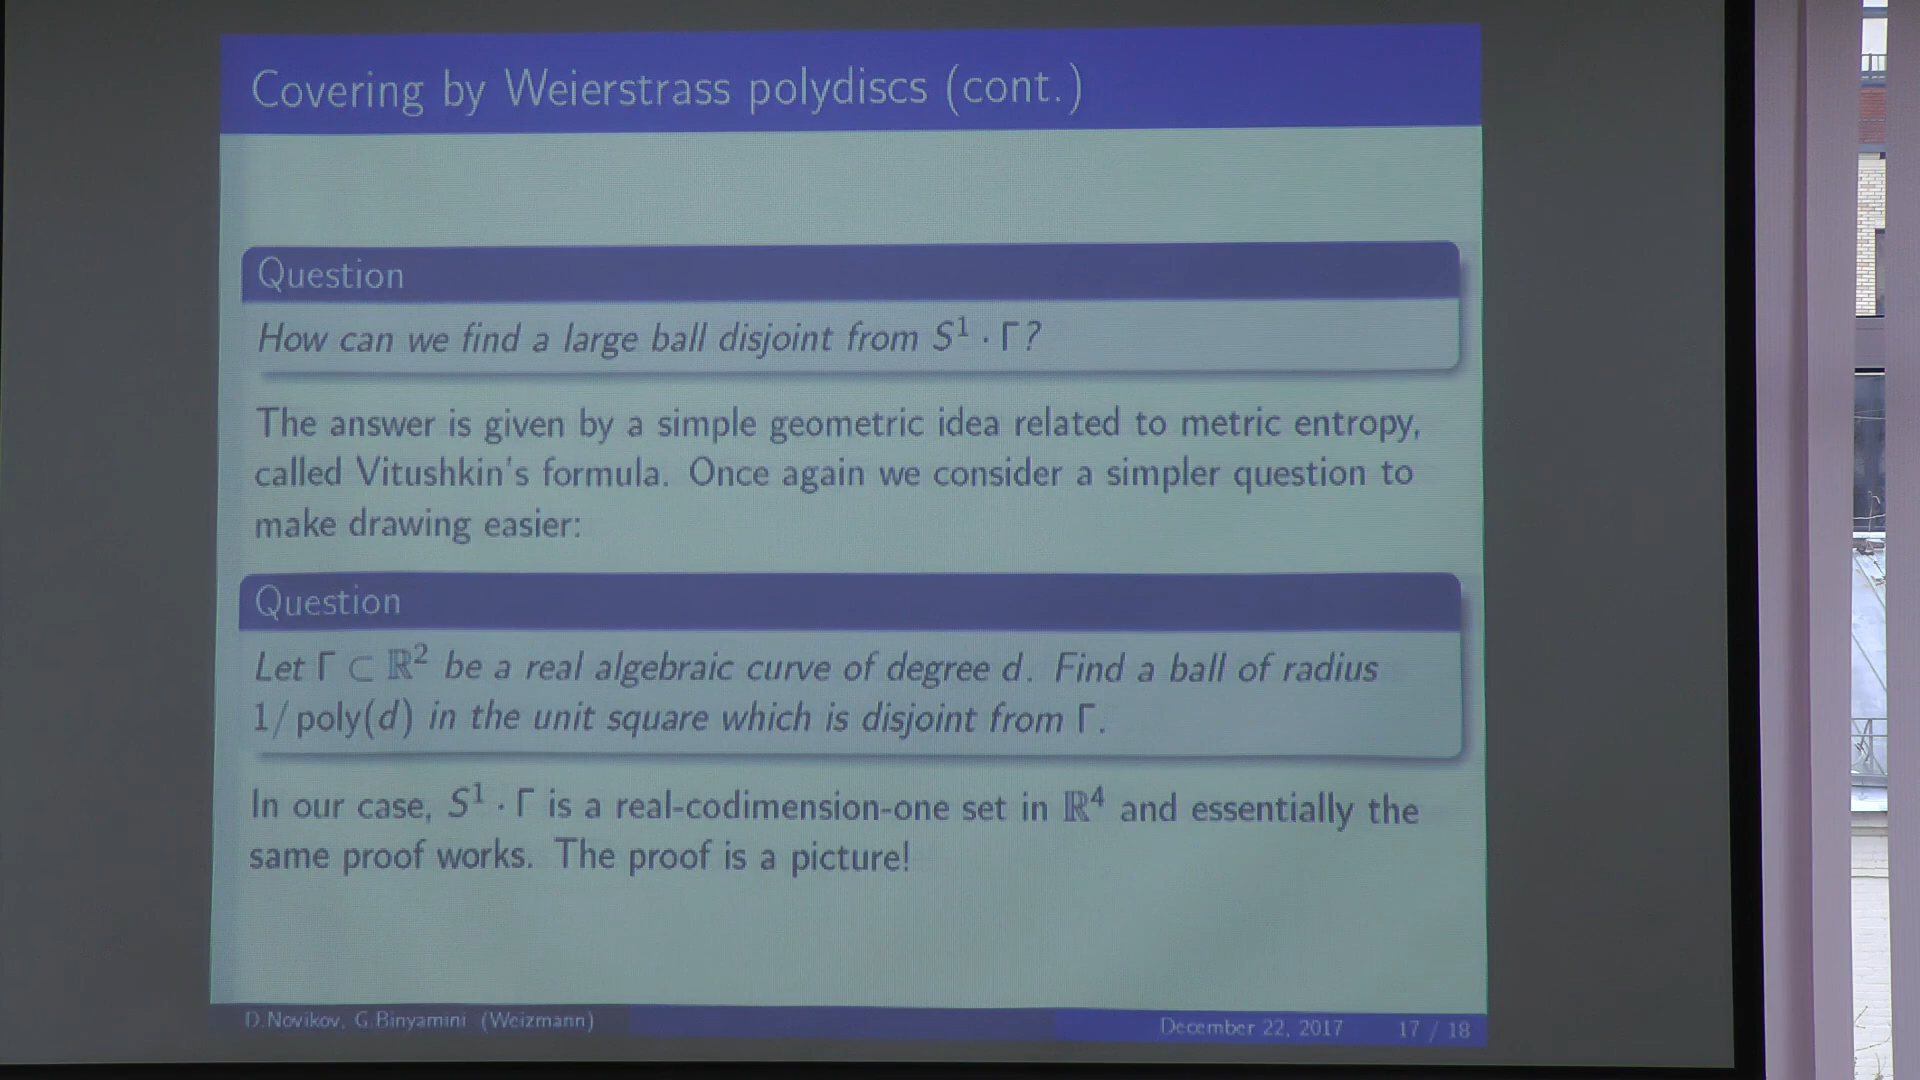 Covering by Weierstrass polydiscs (cont.)
Question
How can we find a large ball disjoint from S¹ · Γ?
The answer is given by a simple geometric idea related to metric entropy,
called Vitushkin's formula. Once again we consider a simpler question to
make drawing easier:
Question
Let Γ ⊂ ℝ² be a real algebraic curve of degree d. Find a ball of radius
1/ poly(d) in the unit square which is disjoint from Γ.
In our case, S¹ · Γ is a real-codimension-one set in ℝ⁴ and essentially the
same proof works. The proof is a picture!
D.Novikov, G.Binyamini (Weizmann) December 22, 2017 17 / 18